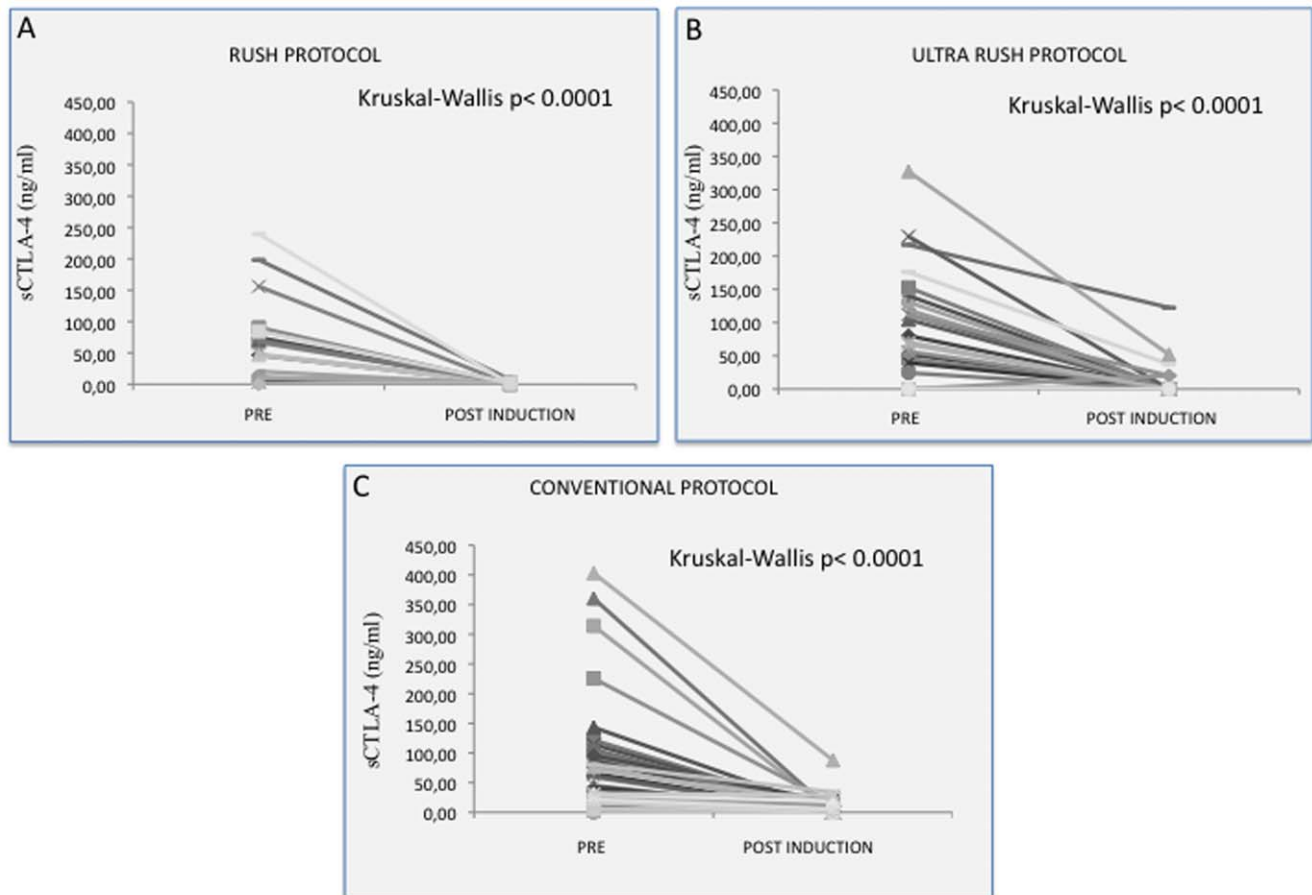 A
RUSH PROTOCOL
Kruskal-Wallis p< 0.0001
sCTLA-4 (ng/ml)
450,00
400,00
350,00
300,00
250,00
200,00
150,00
100,00
50,00
0,00
PRE
POST INDUCTION
B
ULTRA RUSH PROTOCOL
Kruskal-Wallis p< 0.0001
sCTLA-4 (ng/ml)
450,00
400,00
350,00
300,00
250,00
200,00
150,00
100,00
50,00
0,00
PRE
POST INDUCTION
C
CONVENTIONAL PROTOCOL
Kruskal-Wallis p< 0.0001
sCTLA-4 (ng/ml)
450,00
400,00
350,00
300,00
250,00
200,00
150,00
100,00
50,00
0,00
PRE
POST INDUCTION